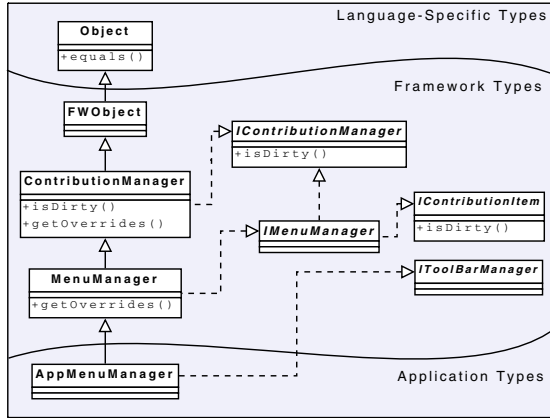 Language-Specific Types
Object
+equals()
Framework Types
FWObject
IContributionManager
+isDirty()
ContributionManager
+isDirty()
+getOverrides()
IContributionItem
+isDirty()
IMenuManager
MenuManager
+getOverrides()
IToolBarManager
AppMenuManager
Application Types